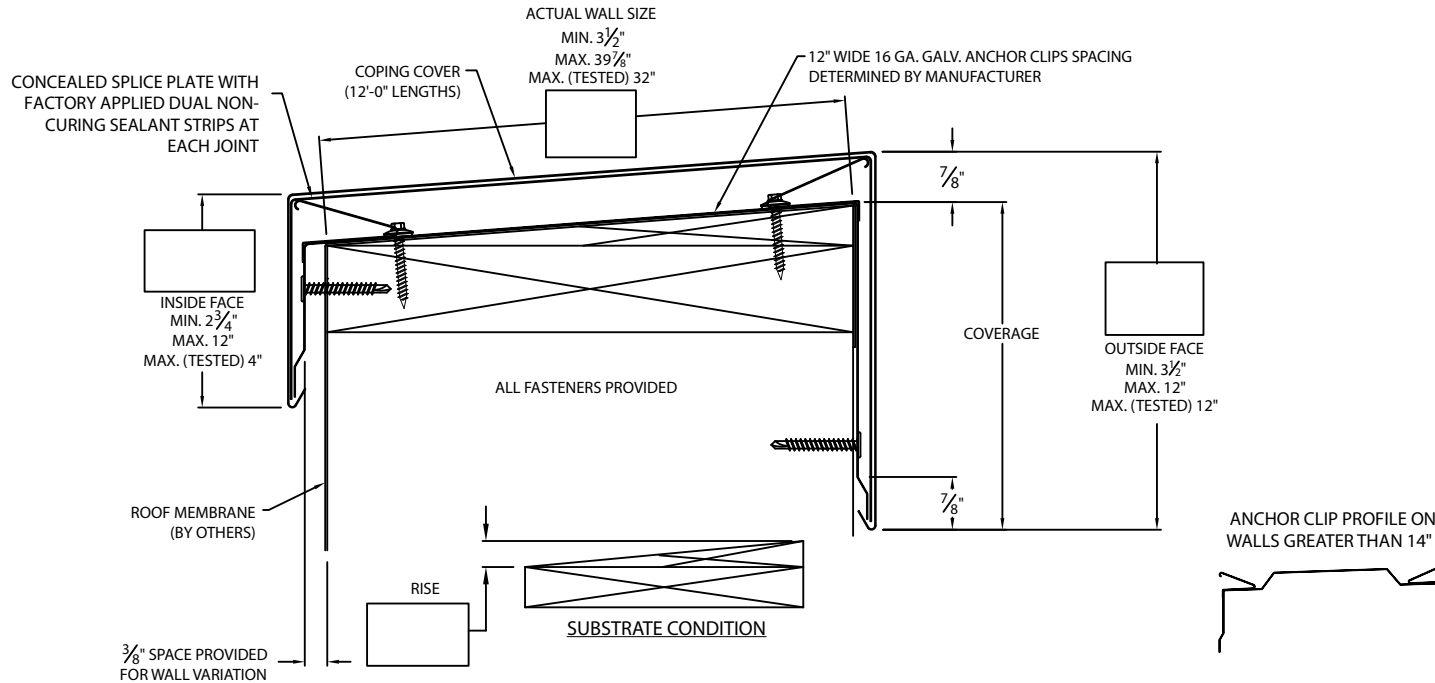 ACTUAL WALL SIZE
MIN. 3½"
MAX. 39⅞"
MAX. (TESTED) 32"
CONCEALED SPLICE PLATE WITH
FACTORY APPLIED DUAL NON-
CURING SEALANT STRIPS AT
EACH JOINT
COPING COVER
(12'-0" LENGTHS)
12" WIDE 16 GA. GALV. ANCHOR CLIPS SPACING
DETERMINED BY MANUFACTURER
⅞"
INSIDE FACE
MIN. 2¾"
MAX. 12"
MAX. (TESTED) 4"
COVERAGE
OUTSIDE FACE
MIN. 3½"
MAX. 12"
MAX. (TESTED) 12"
ALL FASTENERS PROVIDED
⅞"
ROOF MEMBRANE
(BY OTHERS)
ANCHOR CLIP PROFILE ON
WALLS GREATER THAN 14"
RISE
SUBSTRATE CONDITION
⅜" SPACE PROVIDED
FOR WALL VARIATION